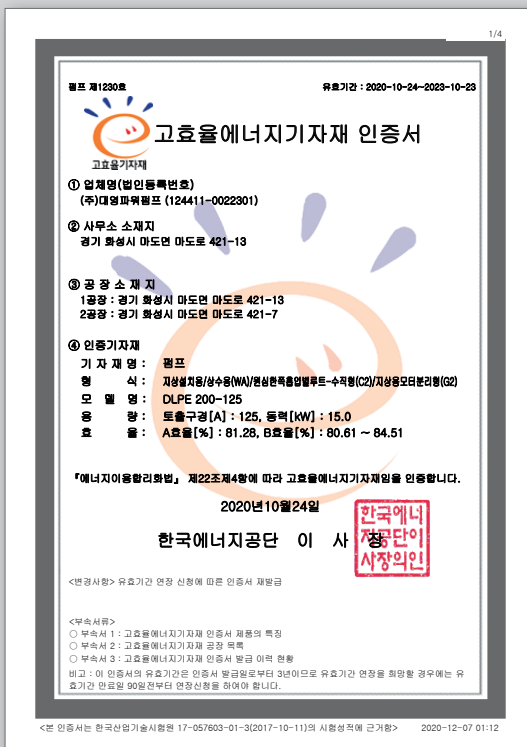 1/4
펌프 제1230호
유효기간 : 2020-10-24~2023-10-23
고효율에너지기자재 인증서
고효율기자재
① 업체명(법인등록번호)
(주)대영파워펌프 (124411-0022301)
② 사무소 소재지
경기 화성시 마도면 마도로 421-13
③ 공 장 소 재 지
1공장 : 경기 화성시 마도면 마도로 421-13
2공장 : 경기 화성시 마도면 마도로 421-7
④ 인증기자재
기 자 재 명 : 펌프
형 식 : 지상설치용/상수용(WA)/원심한쪽흡입벌루트-수직형(C2)/지상용모터분리형(G2)
모 델 명 : DLPE 200-125
용 량 : 토출구경[A] : 125, 동력[kW] : 15.0
효 율 : A효율[%] : 81.28, B효율[%] : 80.61 ~ 84.51
『에너지이용합리화법』 제22조제4항에 따라 고효율에너지기자재임을 인증합니다.
2020년10월24일
한국에너지공단 이 사 장
한국에너
지공단이
사장의인
<변경사항> 유효기간 연장 신청에 따른 인증서 재발급
<부속서류>
○ 부속서 1 : 고효율에너지기자재 인증서 제품의 특징
○ 부속서 2 : 고효율에너지기자재 공장 목록
○ 부속서 3 : 고효율에너지기자재 인증서 발급 이력 현황
비고 : 이 인증서의 유효기간은 인증서 발급일로부터 3년이므로 유효기간 연장을 희망할 경우에는 유
효기간 만료일 90일전부터 연장신청을 하여야 합니다.
<본 인증서는 한국산업기술시험원 17-057603-01-3(2017-10-11)의 시험성적에 근거함>
2020-12-07 01:12